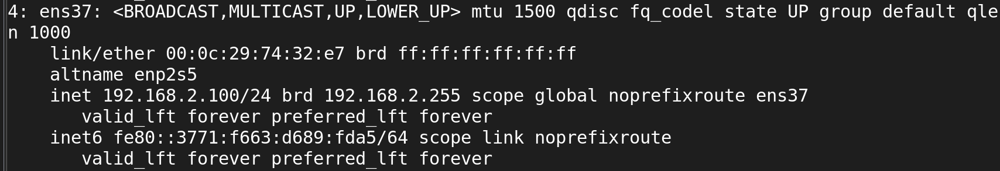 4: ens37: <BROADCAST,MULTICAST,UP,LOWER_UP> mtu 1500 qdisc fq_codel state UP group default qle
n 1000
    link/ether 00:0c:29:74:32:e7 brd ff:ff:ff:ff:ff:ff
    altname enp2s5
    inet 192.168.2.100/24 brd 192.168.2.255 scope global noprefixroute ens37
       valid_lft forever preferred_lft forever
    inet6 fe80::3771:f663:d689:fda5/64 scope link noprefixroute
       valid_lft forever preferred_lft forever